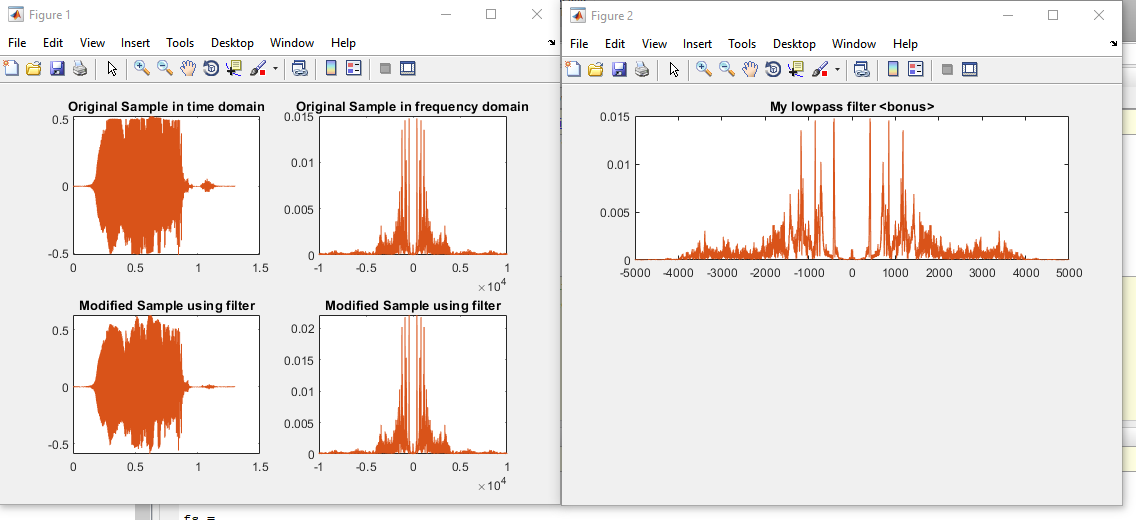 Figure 1
File Edit View Insert Tools Desktop Window Help
Original Sample in time domain
0.5
0
-0.5
0 0.5 1 1.5
Original Sample in frequency domain
0.015
0.01
0.005
0
-1 -0.5 0 0.5 1
×10^4
Modified Sample using filter
0.5
0
-0.5
0 0.5 1 1.5
Modified Sample using filter
0.02
0.015
0.01
0.005
0
-1 -0.5 0 0.5 1
×10^4
Figure 2
File Edit View Insert Tools Desktop Window Help
My lowpass filter <bonus>
0.015
0.01
0.005
0
-5000 -4000 -3000 -2000 -1000 0 1000 2000 3000 4000 5000
fs =